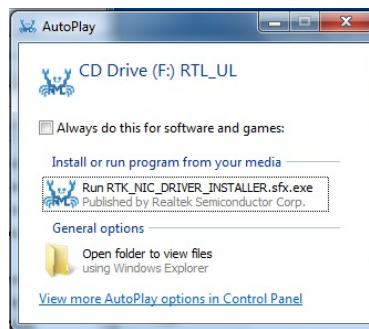 AutoPlay
CD Drive (F:) RTL_UL
Always do this for software and games:
Install or run program from your media
Run RTK_NIC_DRIVER_INSTALLER.sfx.exe
Published by Realtek Semiconductor Corp.
General options
Open folder to view files
using Windows Explorer
View more AutoPlay options in Control Panel